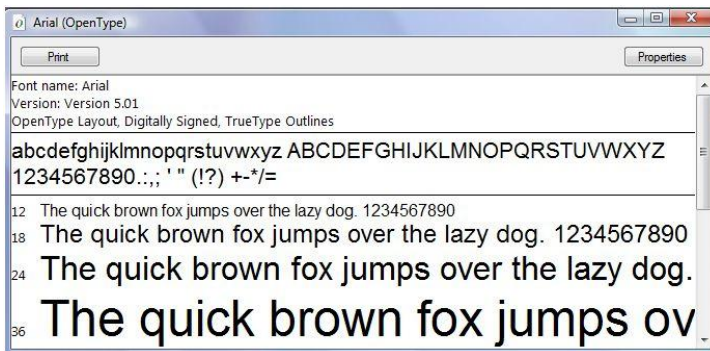 Arial (OpenType)
Print
Properties
Font name: Arial
Version: Version 5.01
OpenType Layout, Digitally Signed, TrueType Outlines
abcdefghijklmnopqrstuvwxyz ABCDEFGHIJKLMNOPQRSTUVWXYZ
1234567890.:,; ' " (!?) +-*/=
12 The quick brown fox jumps over the lazy dog. 1234567890
18 The quick brown fox jumps over the lazy dog. 1234567890
24 The quick brown fox jumps over the lazy dog.
36 The quick brown fox jumps ov